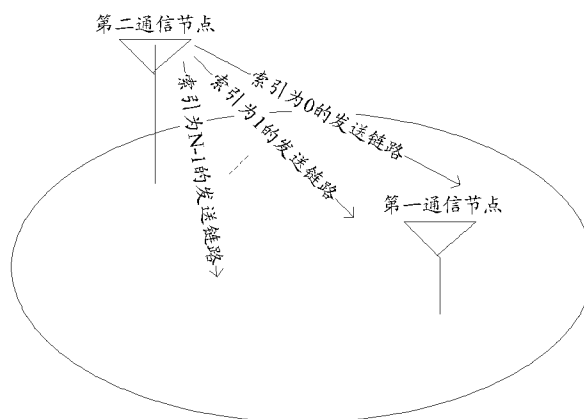 第二通信节点
索引为0的发送链路
索引为1的发送链路
索引为N-1的发送链路
第一通信节点